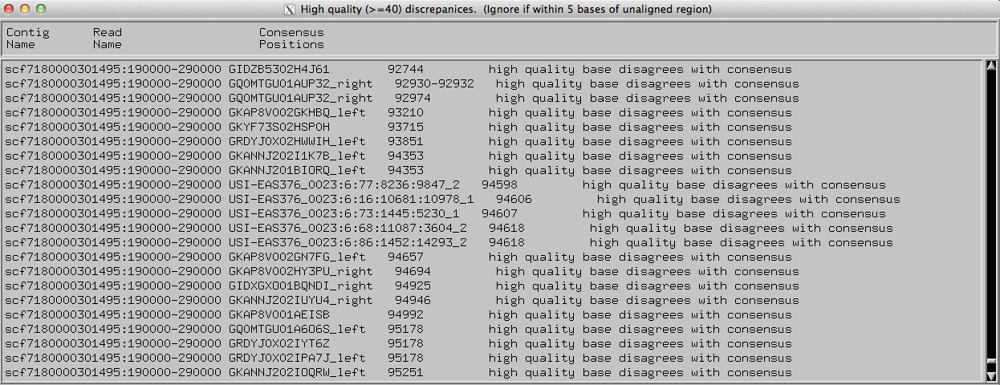 High quality (>=40) discrepanices. (Ignore if within 5 bases of unaligned region)
Contig Read Consensus
Name Name Positions
scf7180000301495:190000-290000 GIDZB5302H4J61 92744 high quality base disagrees with consensus
scf7180000301495:190000-290000 GQOMTGU01AUP32_right 92930-92932 high quality base disagrees with consensus
scf7180000301495:190000-290000 GQOMTGU01AUP32_right 92974 high quality base disagrees with consensus
scf7180000301495:190000-290000 GKAP8V002GKHBQ_left 93210 high quality base disagrees with consensus
scf7180000301495:190000-290000 GKYF73S02HSPOH 93715 high quality base disagrees with consensus
scf7180000301495:190000-290000 GRDYJOX02HWWIH_left 93851 high quality base disagrees with consensus
scf7180000301495:190000-290000 GKANNJ202I1K7B_left 94353 high quality base disagrees with consensus
scf7180000301495:190000-290000 GKANNJ201BIORQ_left 94353 high quality base disagrees with consensus
scf7180000301495:190000-290000 USI-EAS376_0023:6:77:8236:9847_2 94598 high quality base disagrees with consensus
scf7180000301495:190000-290000 USI-EAS376_0023:6:16:10681:10978_1 94606 high quality base disagrees with consensus
scf7180000301495:190000-290000 USI-EAS376_0023:6:73:1445:5230_1 94607 high quality base disagrees with consensus
scf7180000301495:190000-290000 USI-EAS376_0023:6:68:11087:3604_2 94618 high quality base disagrees with consensus
scf7180000301495:190000-290000 USI-EAS376_0023:6:86:1452:14293_2 94618 high quality base disagrees with consensus
scf7180000301495:190000-290000 GKAP8V002GN7FG_left 94657 high quality base disagrees with consensus
scf7180000301495:190000-290000 GKAP8V002HY3PU_right 94694 high quality base disagrees with consensus
scf7180000301495:190000-290000 GIDXGXD01BQNDI_right 94925 high quality base disagrees with consensus
scf7180000301495:190000-290000 GKANNJ202IUYU4_right 94946 high quality base disagrees with consensus
scf7180000301495:190000-290000 GKAP8V001AEISB 94992 high quality base disagrees with consensus
scf7180000301495:190000-290000 GQOMTGU01A6O6S_left 95178 high quality base disagrees with consensus
scf7180000301495:190000-290000 GRDYJOX02IYT6Z 95178 high quality base disagrees with consensus
scf7180000301495:190000-290000 GRDYJOX02IPA7J_left 95178 high quality base disagrees with consensus
scf7180000301495:190000-290000 GKANNJ202IOQRW_left 95251 high quality base disagrees with consensus